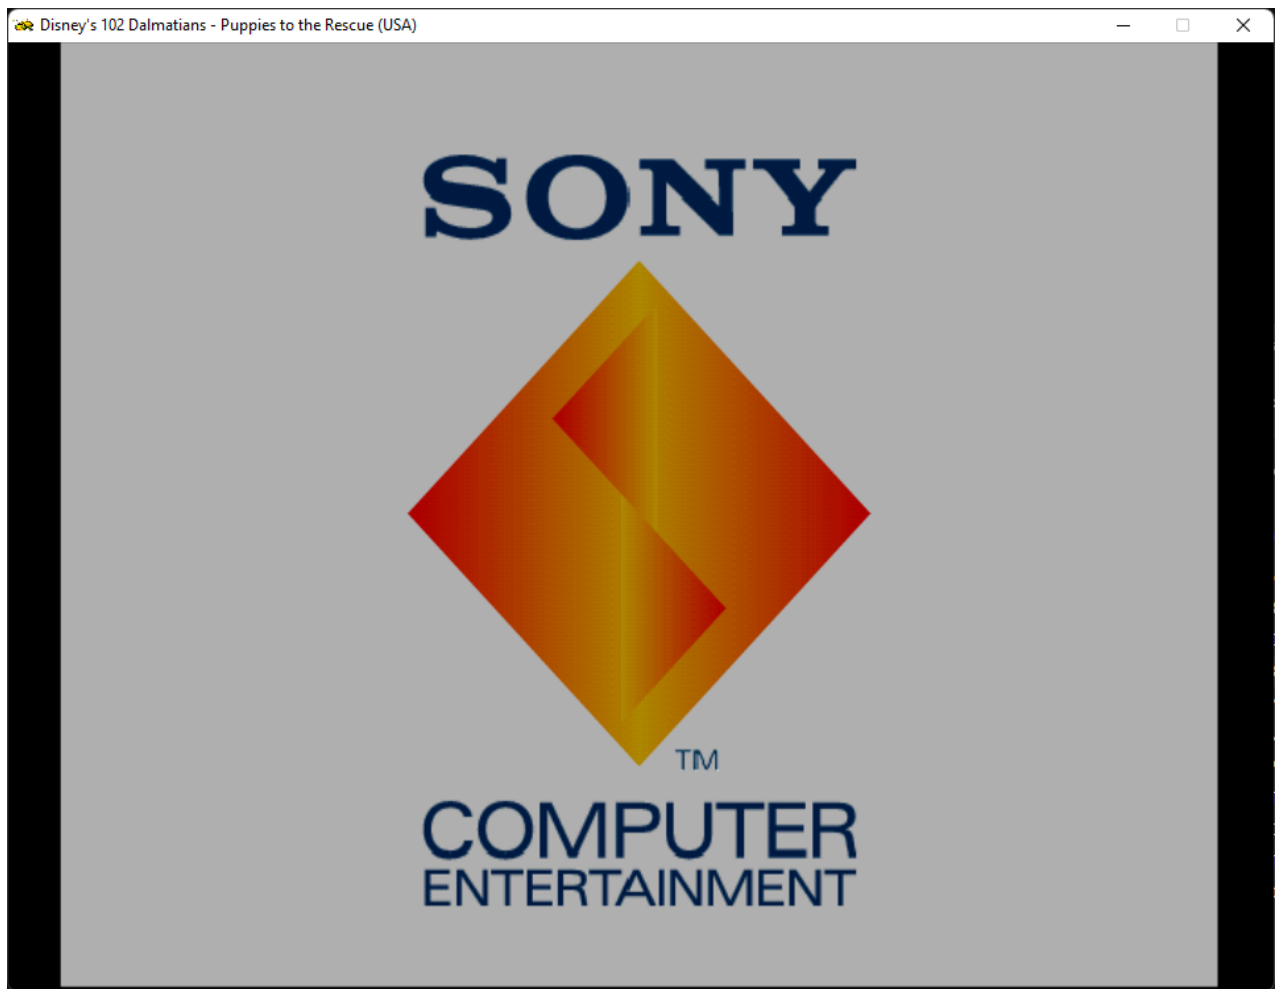 Disney's 102 Dalmatians - Puppies to the Rescue (USA)
SONY
TM
COMPUTER
ENTERTAINMENT